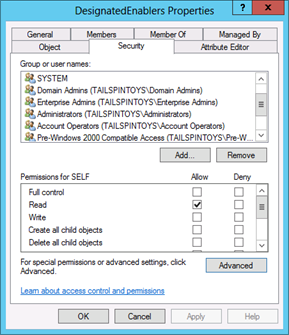 DesignatedEnablers Properties
General
Members
Member Of
Managed By
Object
Security
Attribute Editor
Group or user names:
SYSTEM
Domain Admins (TAILSPINTOYS\Domain Admins)
Enterprise Admins (TAILSPINTOYS\Enterprise Admins)
Administrators (TAILSPINTOYS\Administrators)
Account Operators (TAILSPINTOYS\Account Operators)
Pre-Windows 2000 Compatible Access (TAILSPINTOYS\Pre-W...
Add...
Remove
Permissions for SELF
Allow
Deny
Full control
Read
Write
Create all child objects
Delete all child objects
For special permissions or advanced settings, click
Advanced.
Advanced
Learn about access control and permissions
OK
Cancel
Apply
Help